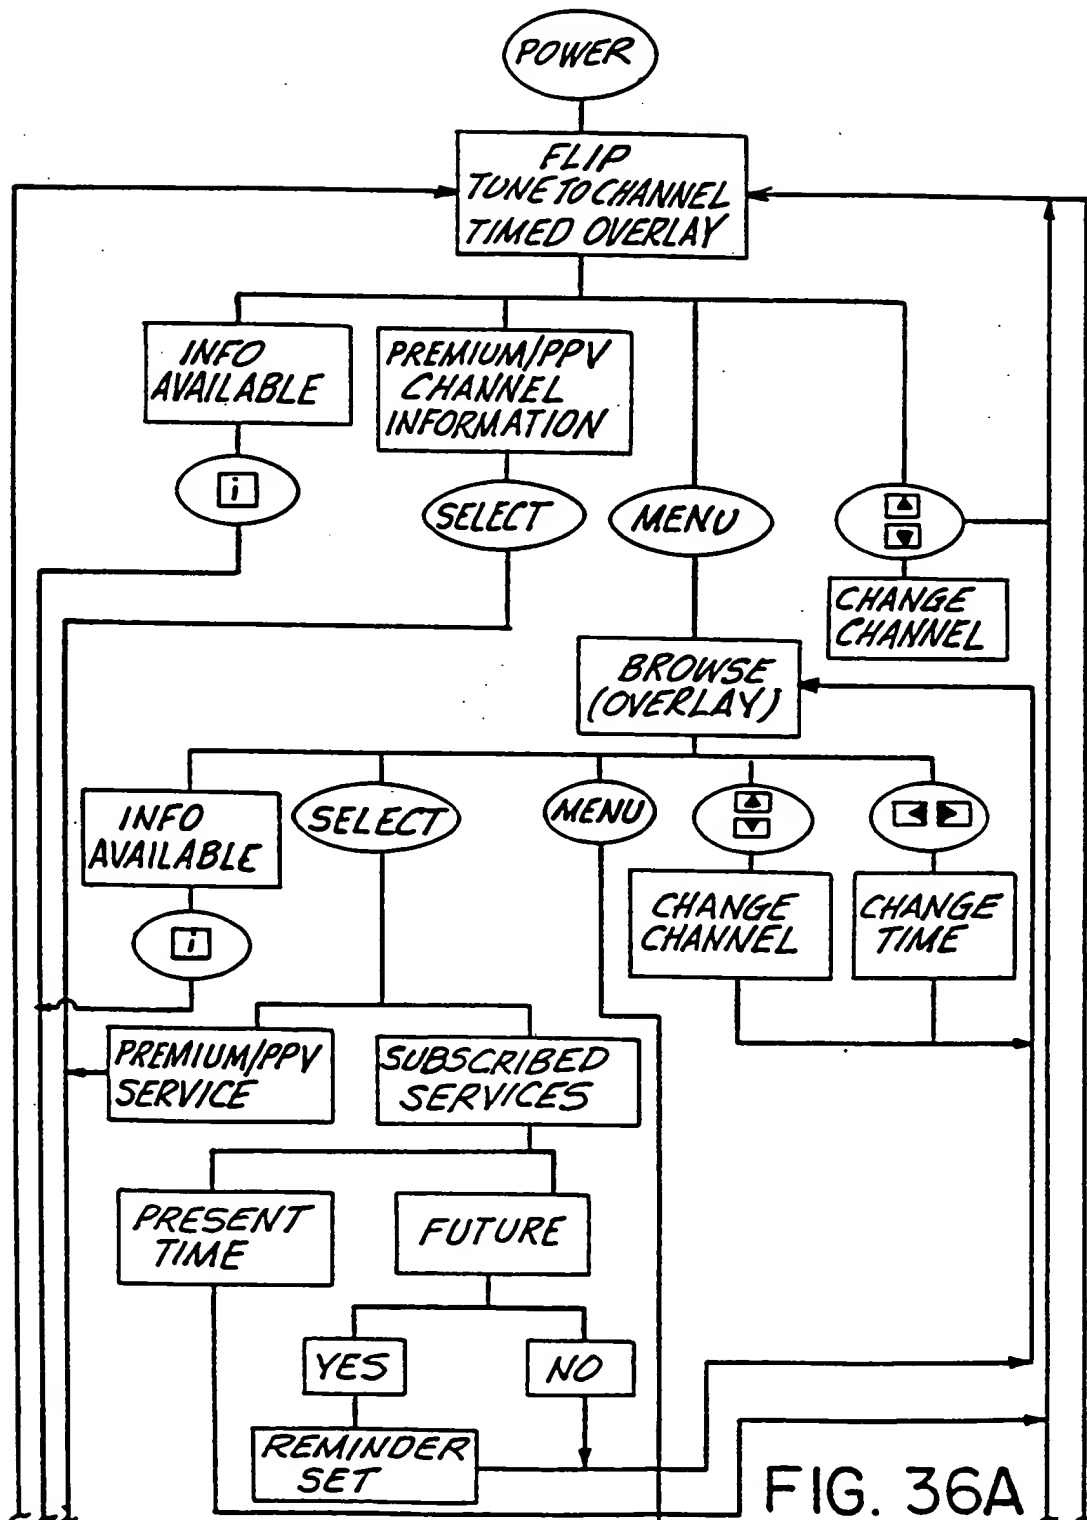 POWER
FLIP
TUNE TO CHANNEL
TIMED OVERLAY
INFO
AVAILABLE
PREMIUM/PPV
CHANNEL
INFORMATION
i
SELECT
MENU
CHANGE
CHANNEL
BROWSE
(OVERLAY)
INFO
AVAILABLE
SELECT
MENU
CHANGE
CHANNEL
CHANGE
TIME
i
PREMIUM/PPV
SERVICE
SUBSCRIBED
SERVICES
PRESENT
TIME
FUTURE
YES
NO
REMINDER
SET
FIG. 36A